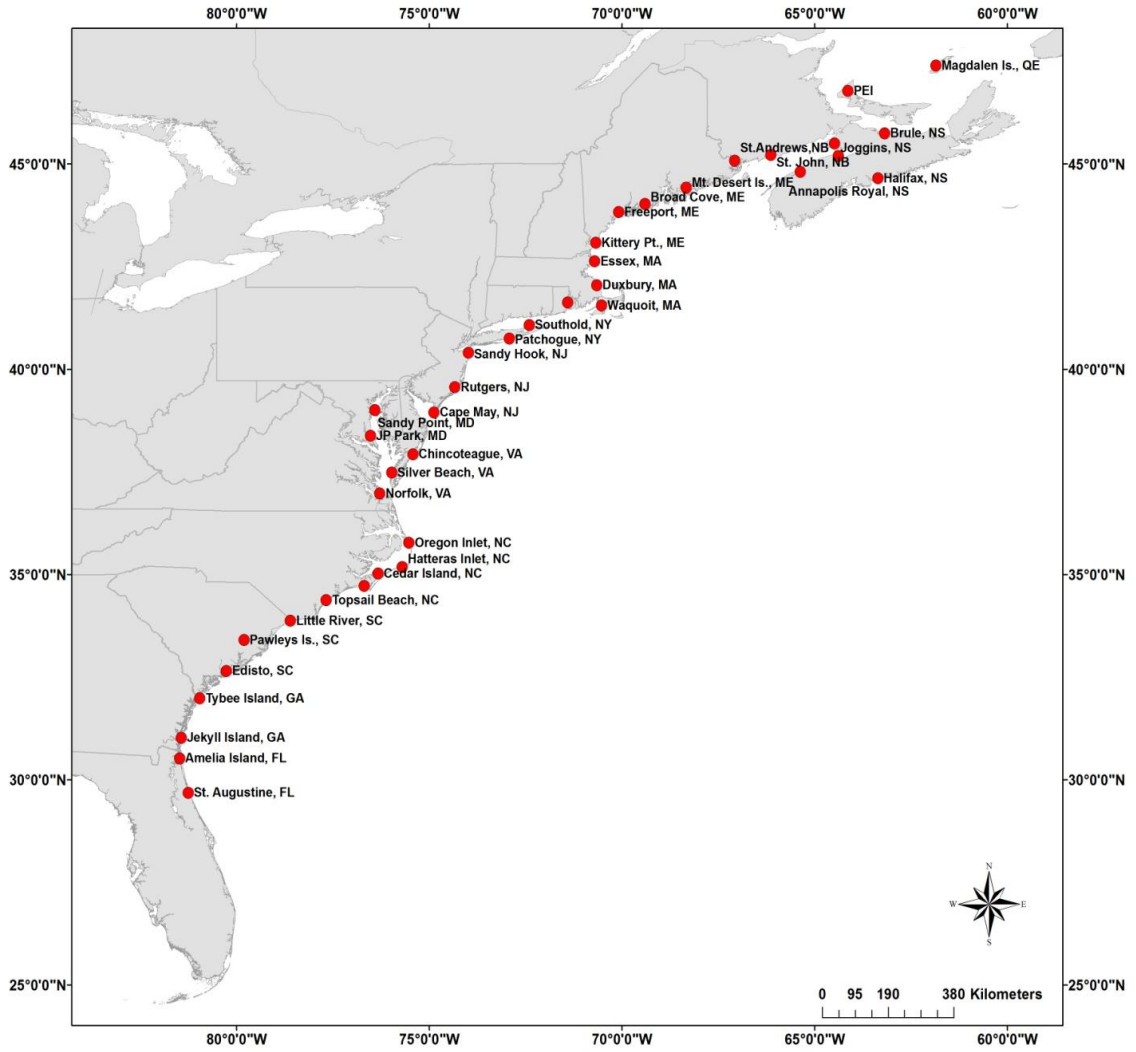 80°0'0"W 75°0'0"W 70°0'0"W 65°0'0"W 60°0'0"W
Magdalen Is., QE
PEI
Brule, NS
45°0'0"N St.Andrews,NB Joggins, NS 45°0'0"N
St. John, NB
Halifax, NS
Mt. Desert Is., ME
Annapolis Royal, NS
Broad Cove, ME
Freeport, ME
Kittery Pt., ME
Essex, MA
Duxbury, MA
Waquoit, MA
Southold, NY
Patchogue, NY
Sandy Hook, NJ
40°0'0"N 40°0'0"N
Rutgers, NJ
Cape May, NJ
Sandy Point, MD
JP Park, MD
Chincoteague, VA
Silver Beach, VA
Norfolk, VA
Oregon Inlet, NC
Hatteras Inlet, NC
35°0'0"N Cedar Island, NC 35°0'0"N
Topsail Beach, NC
Little River, SC
Pawleys Is., SC
Edisto, SC
Tybee Island, GA
Jekyll Island, GA
Amelia Island, FL
30°0'0"N 30°0'0"N
St. Augustine, FL
N
W E
S
25°0'0"N 25°0'0"N
0 95 190 380 Kilometers
80°0'0"W 75°0'0"W 70°0'0"W 65°0'0"W 60°0'0"W